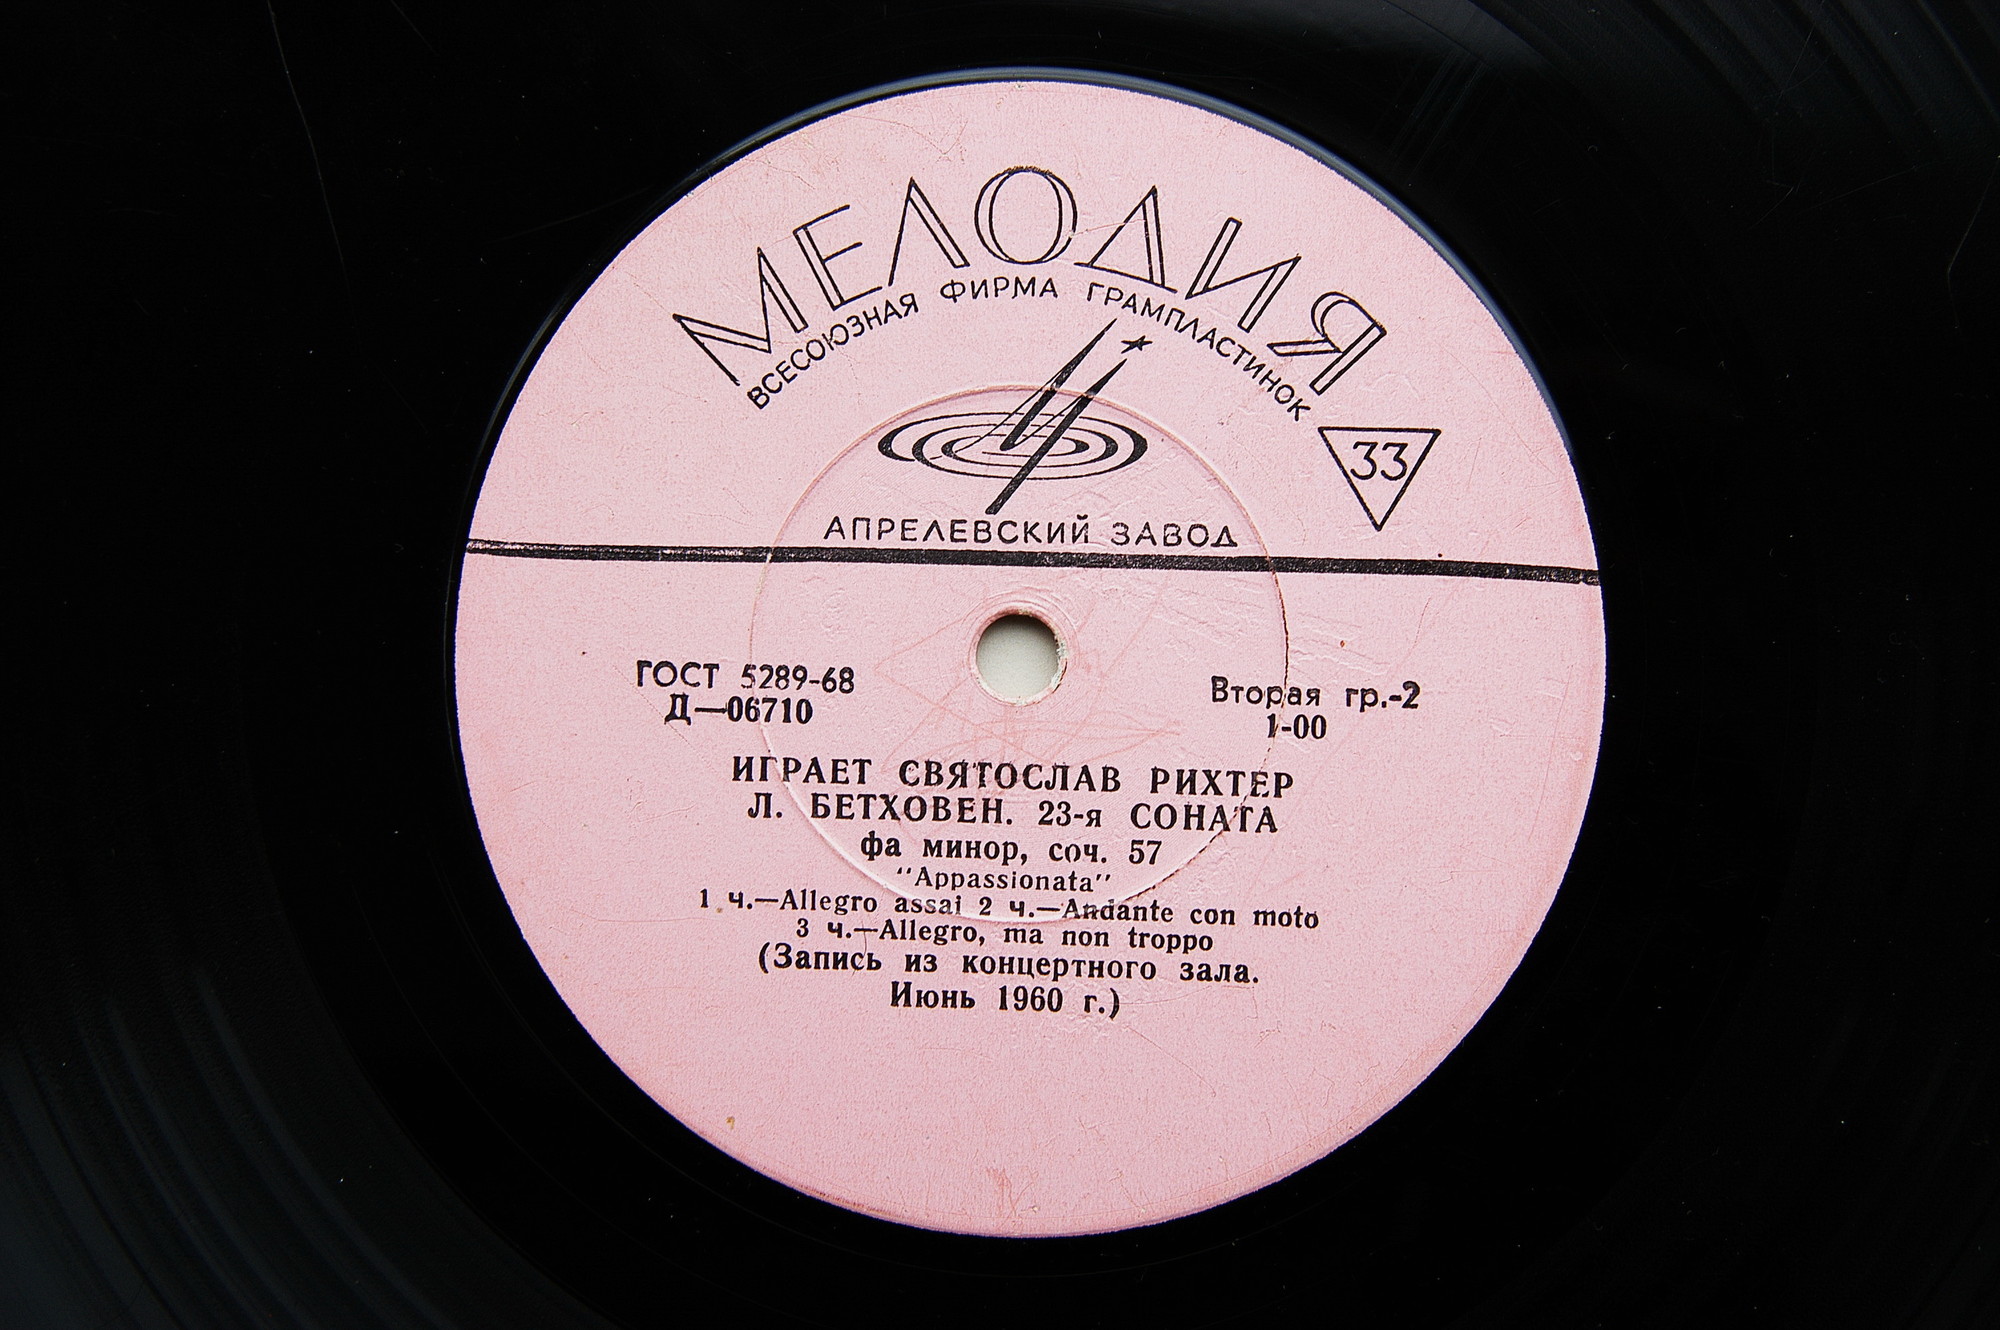 МЕЛОДИЯ
ВСЕСОЮЗНАЯ ФИРМА ГРАМПЛАСТИНОК
33
АПРЕЛЕВСКИЙ ЗАВОД
ГОСТ 5289-68
Д—06710
Вторая гр.-2
1-00
ИГРАЕТ СВЯТОСЛАВ РИХТЕР
Л. БЕТХОВЕН. 23-я СОНАТА
фа минор, соч. 57
"Appassionata"
1 ч.—Allegro assai 2 ч.—Andante con moto
3 ч.—Allegro, ma non troppo
(Запись из концертного зала.
Июнь 1960 г.)